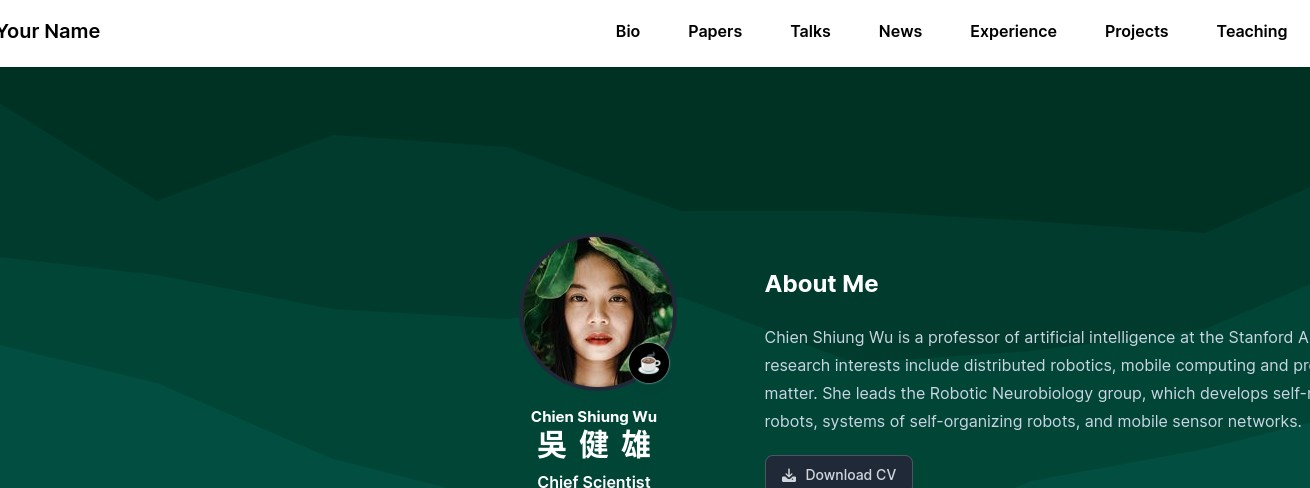 Your Name
Bio
Papers
Talks
News
Experience
Projects
Teaching
Chien Shiung Wu
吳健雄
Chief Scientist
About Me
Chien Shiung Wu is a professor of artificial intelligence at the Stanford
research interests include distributed robotics, mobile computing and
matter. She leads the Robotic Neurobiology group, which develops
robots, systems of self-organizing robots, and mobile sensor networks.
Download CV